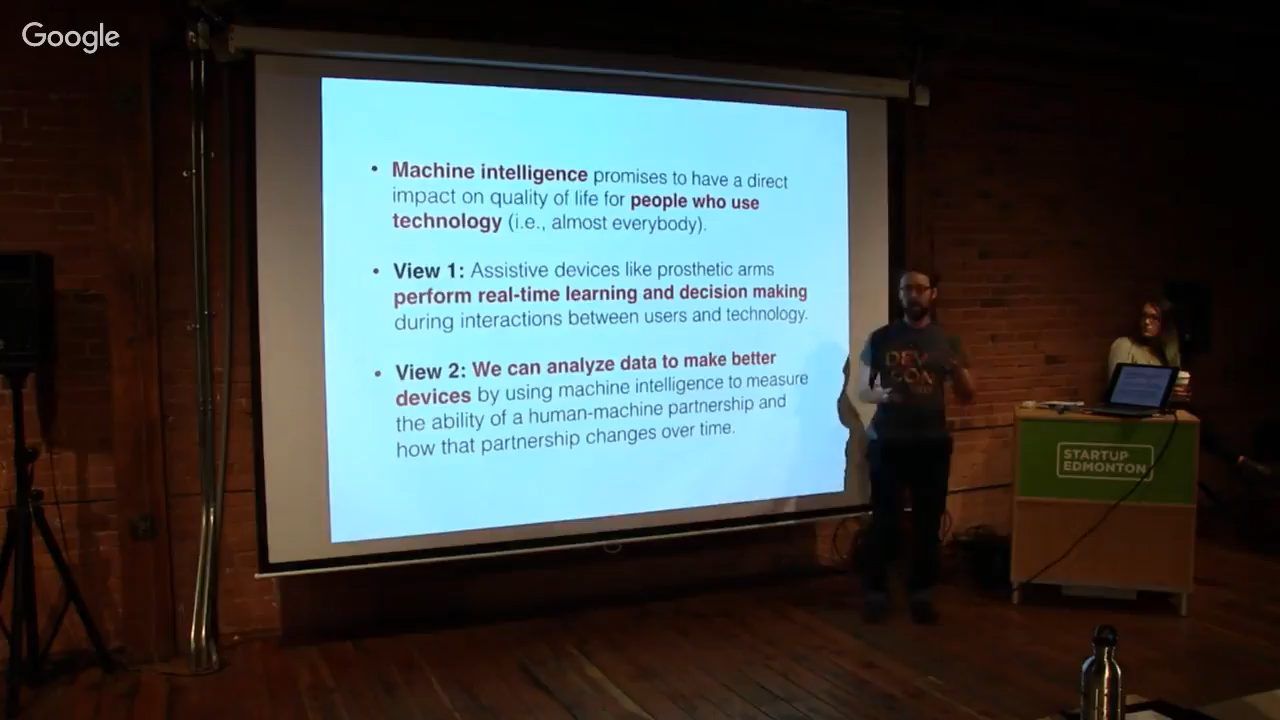 Google
• Machine intelligence promises to have a direct
impact on quality of life for people who use
technology (i.e., almost everybody).
• View 1: Assistive devices like prosthetic arms
perform real-time learning and decision making
during interactions between users and technology.
• View 2: We can analyze data to make better
devices by using machine intelligence to measure
the ability of a human-machine partnership and
how that partnership changes over time.
DEV
CON
STARTUP
EDMONTON